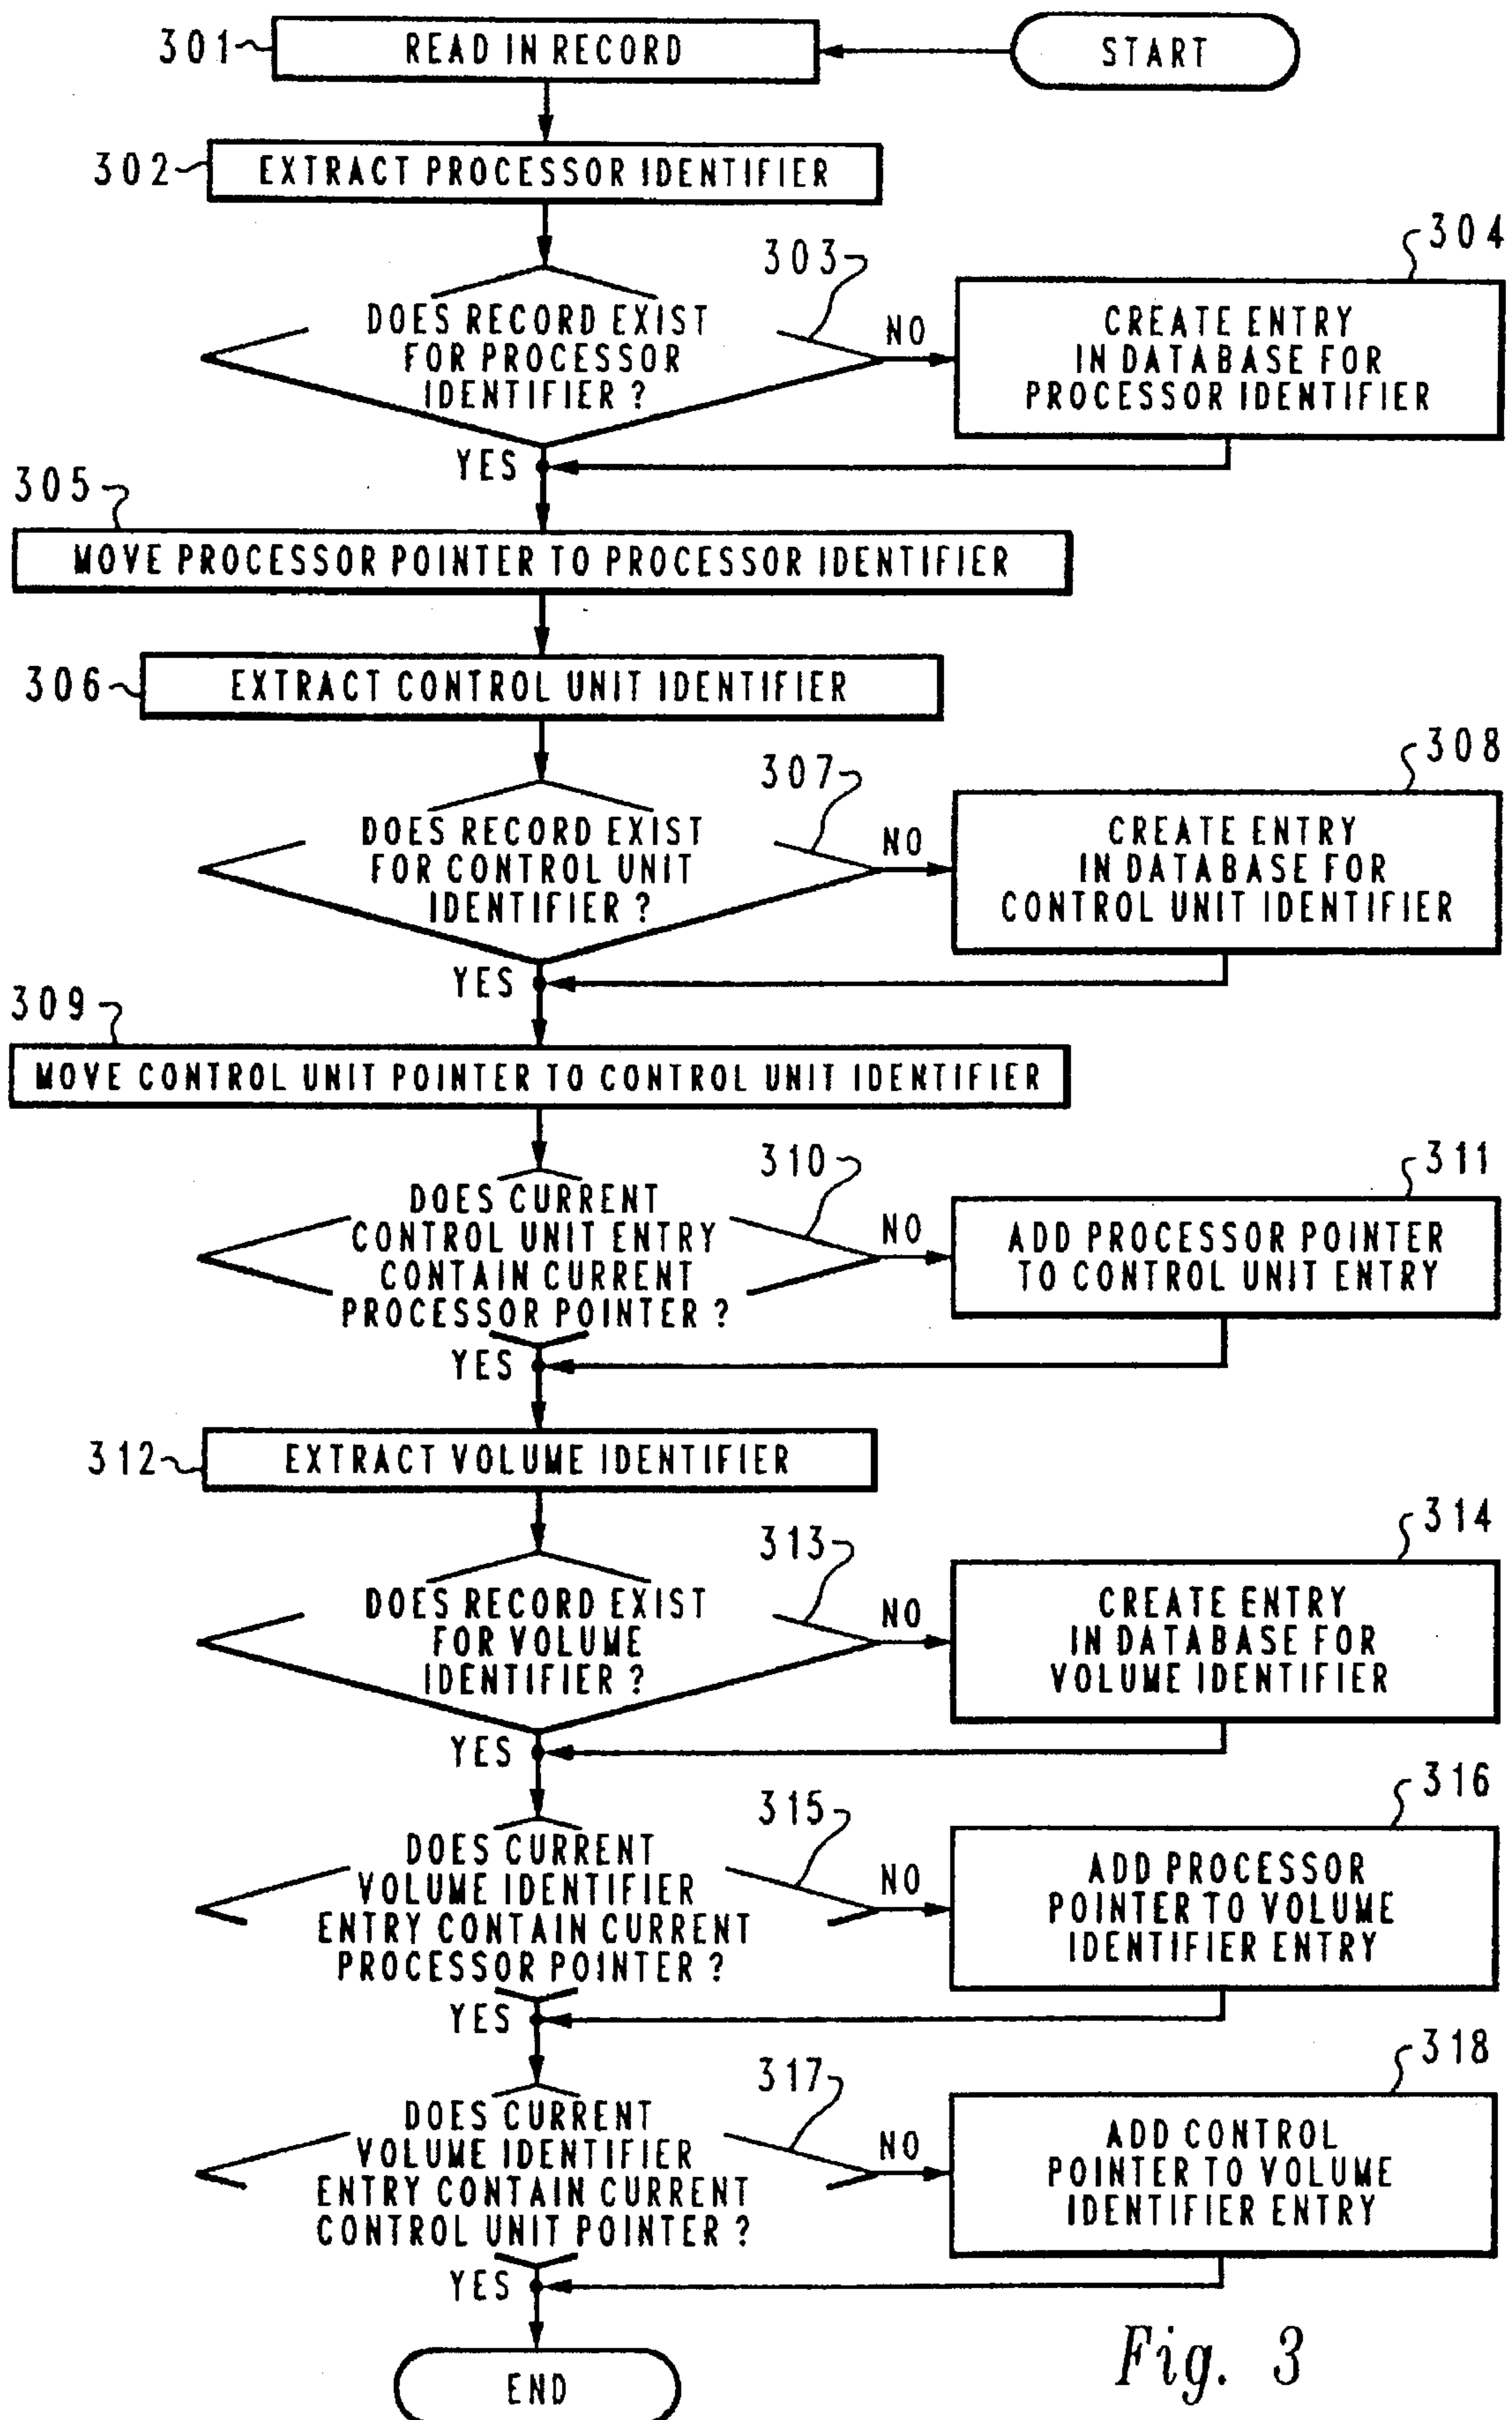 301
READ IN RECORD
START
302
EXTRACT PROCESSOR IDENTIFIER
303
304
DOES RECORD EXIST
FOR PROCESSOR
IDENTIFIER ?
NO
CREATE ENTRY
IN DATABASE FOR
PROCESSOR IDENTIFIER
YES
305
MOVE PROCESSOR POINTER TO PROCESSOR IDENTIFIER
306
EXTRACT CONTROL UNIT IDENTIFIER
307
308
DOES RECORD EXIST
FOR CONTROL UNIT
IDENTIFIER ?
NO
CREATE ENTRY
IN DATABASE FOR
CONTROL UNIT IDENTIFIER
YES
309
MOVE CONTROL UNIT POINTER TO CONTROL UNIT IDENTIFIER
310
311
DOES CURRENT
CONTROL UNIT ENTRY
CONTAIN CURRENT
PROCESSOR POINTER ?
NO
ADD PROCESSOR POINTER
TO CONTROL UNIT ENTRY
YES
312
EXTRACT VOLUME IDENTIFIER
313
314
DOES RECORD EXIST
FOR VOLUME
IDENTIFIER ?
NO
CREATE ENTRY
IN DATABASE FOR
VOLUME IDENTIFIER
YES
315
316
DOES CURRENT
VOLUME IDENTIFIER
ENTRY CONTAIN CURRENT
PROCESSOR POINTER ?
NO
ADD PROCESSOR
POINTER TO VOLUME
IDENTIFIER ENTRY
YES
317
318
DOES CURRENT
VOLUME IDENTIFIER
ENTRY CONTAIN CURRENT
CONTROL UNIT POINTER ?
NO
ADD CONTROL
POINTER TO VOLUME
IDENTIFIER ENTRY
YES
END
Fig. 3